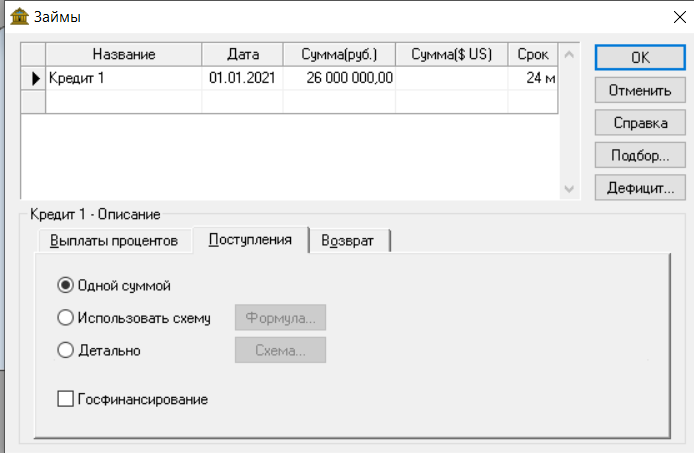 Займы
Название Дата Сумма(руб.) Сумма($ US) Срок
Кредит 1 01.01.2021 26 000 000,00 24 м
OK
Отменить
Справка
Подбор...
Дефицит...
Кредит 1 - Описание
Выплаты процентов Поступления Возврат
Одной суммой
Использовать схему Формула...
Детально Схема...
Госфинансирование